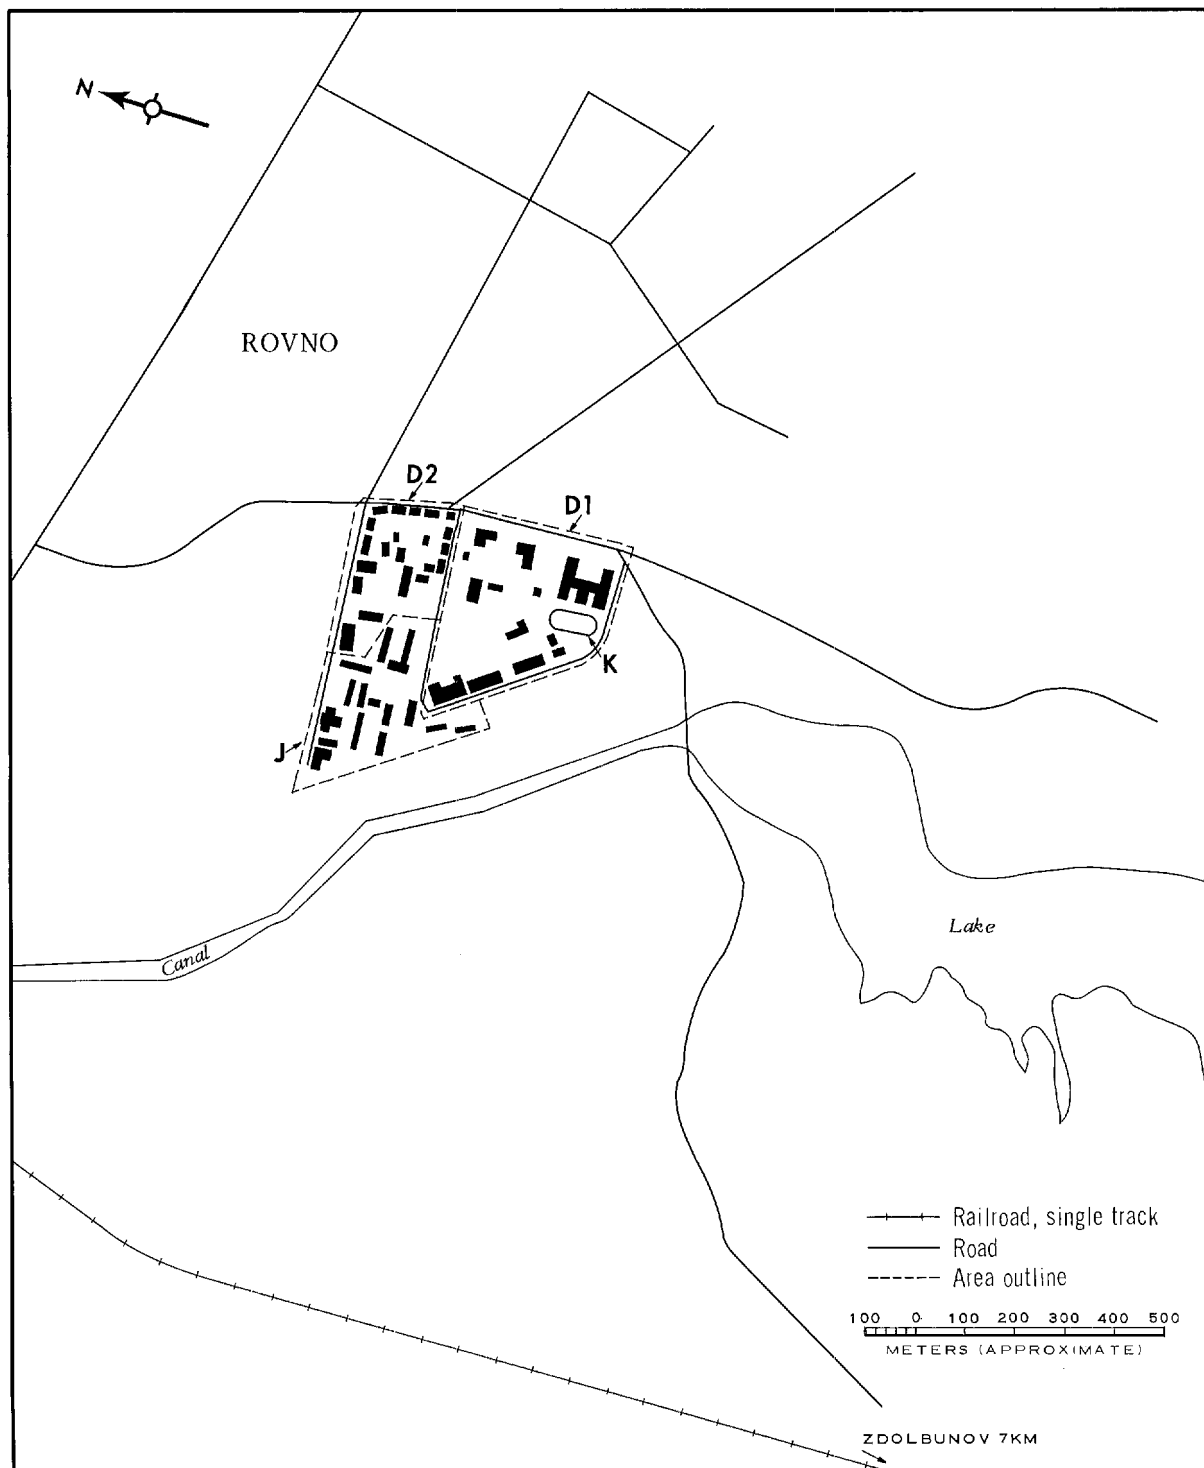 N
ROVNO
D2
D1
K
J
Canal
Lake
Railroad, single track
Road
Area outline
100 0 100 200 300 400 500
METERS (APPROXIMATE)
ZDOLBUNOV 7KM